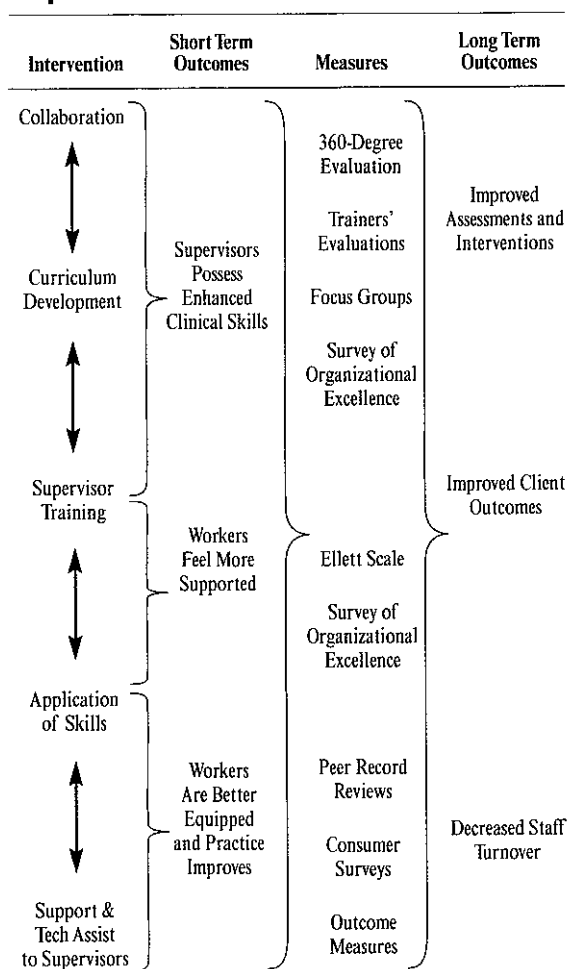 Short Term Long Term
Intervention Outcomes Measures Outcomes
Collaboration
Curriculum
Development
Supervisor
Training
Application
of Skills
Support &
Tech Assist
to Supervisors
Supervisors
Possess
Enhanced
Clinical Skills
Workers
Feel More
Supported
Workers
Are Better
Equipped
and Practice
Improves
360-Degree
Evaluation
Trainers'
Evaluations
Focus Groups
Survey of
Organizational
Excellence
Ellett Scale
Survey of
Organizational
Excellence
Peer Record
Reviews
Consumer
Surveys
Outcome
Measures
Improved
Assessments and
Interventions
Improved Client
Outcomes
Decreased Staff
Turnover